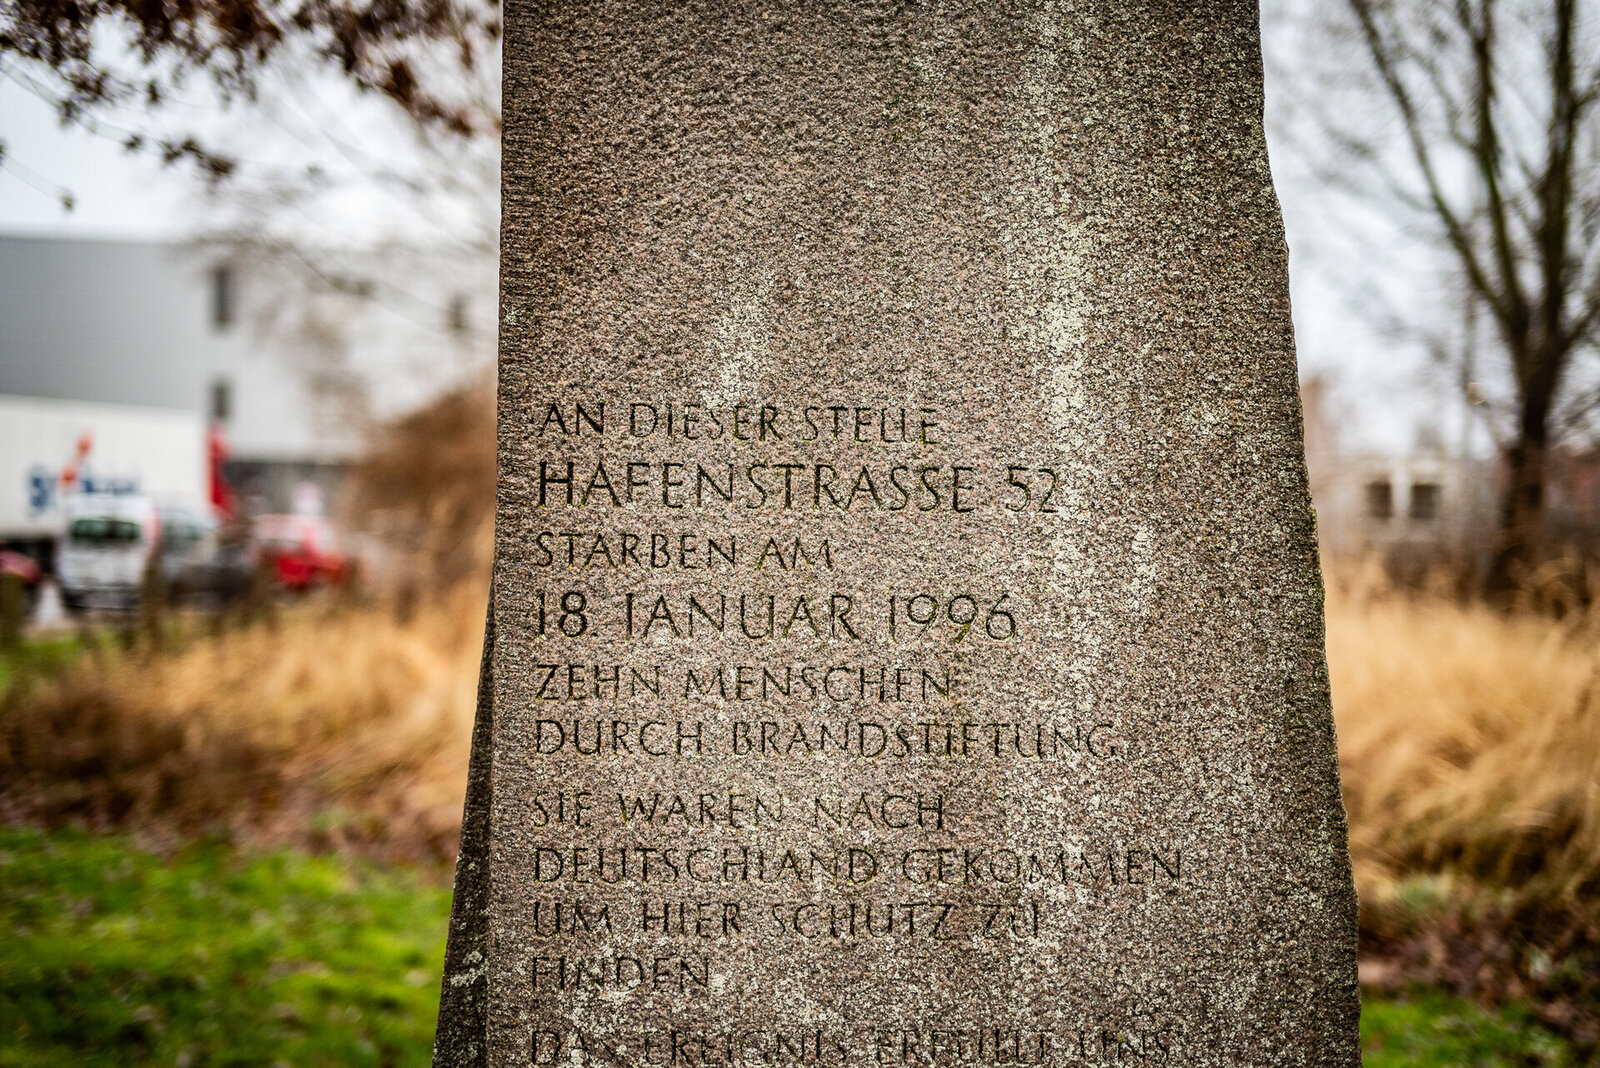 AN DIESER STELLE
HAFENSTRASSE 52
STARBEN AM
18. JANUAR 1996
ZEHN MENSCHEN
DURCH BRANDSTIFTUNG
SIE WAREN NACH
DEUTSCHLAND GEKOMMEN
UM HIER SCHUTZ ZU
FINDEN
DAS EREIGNIS ERFÜLLT UNS